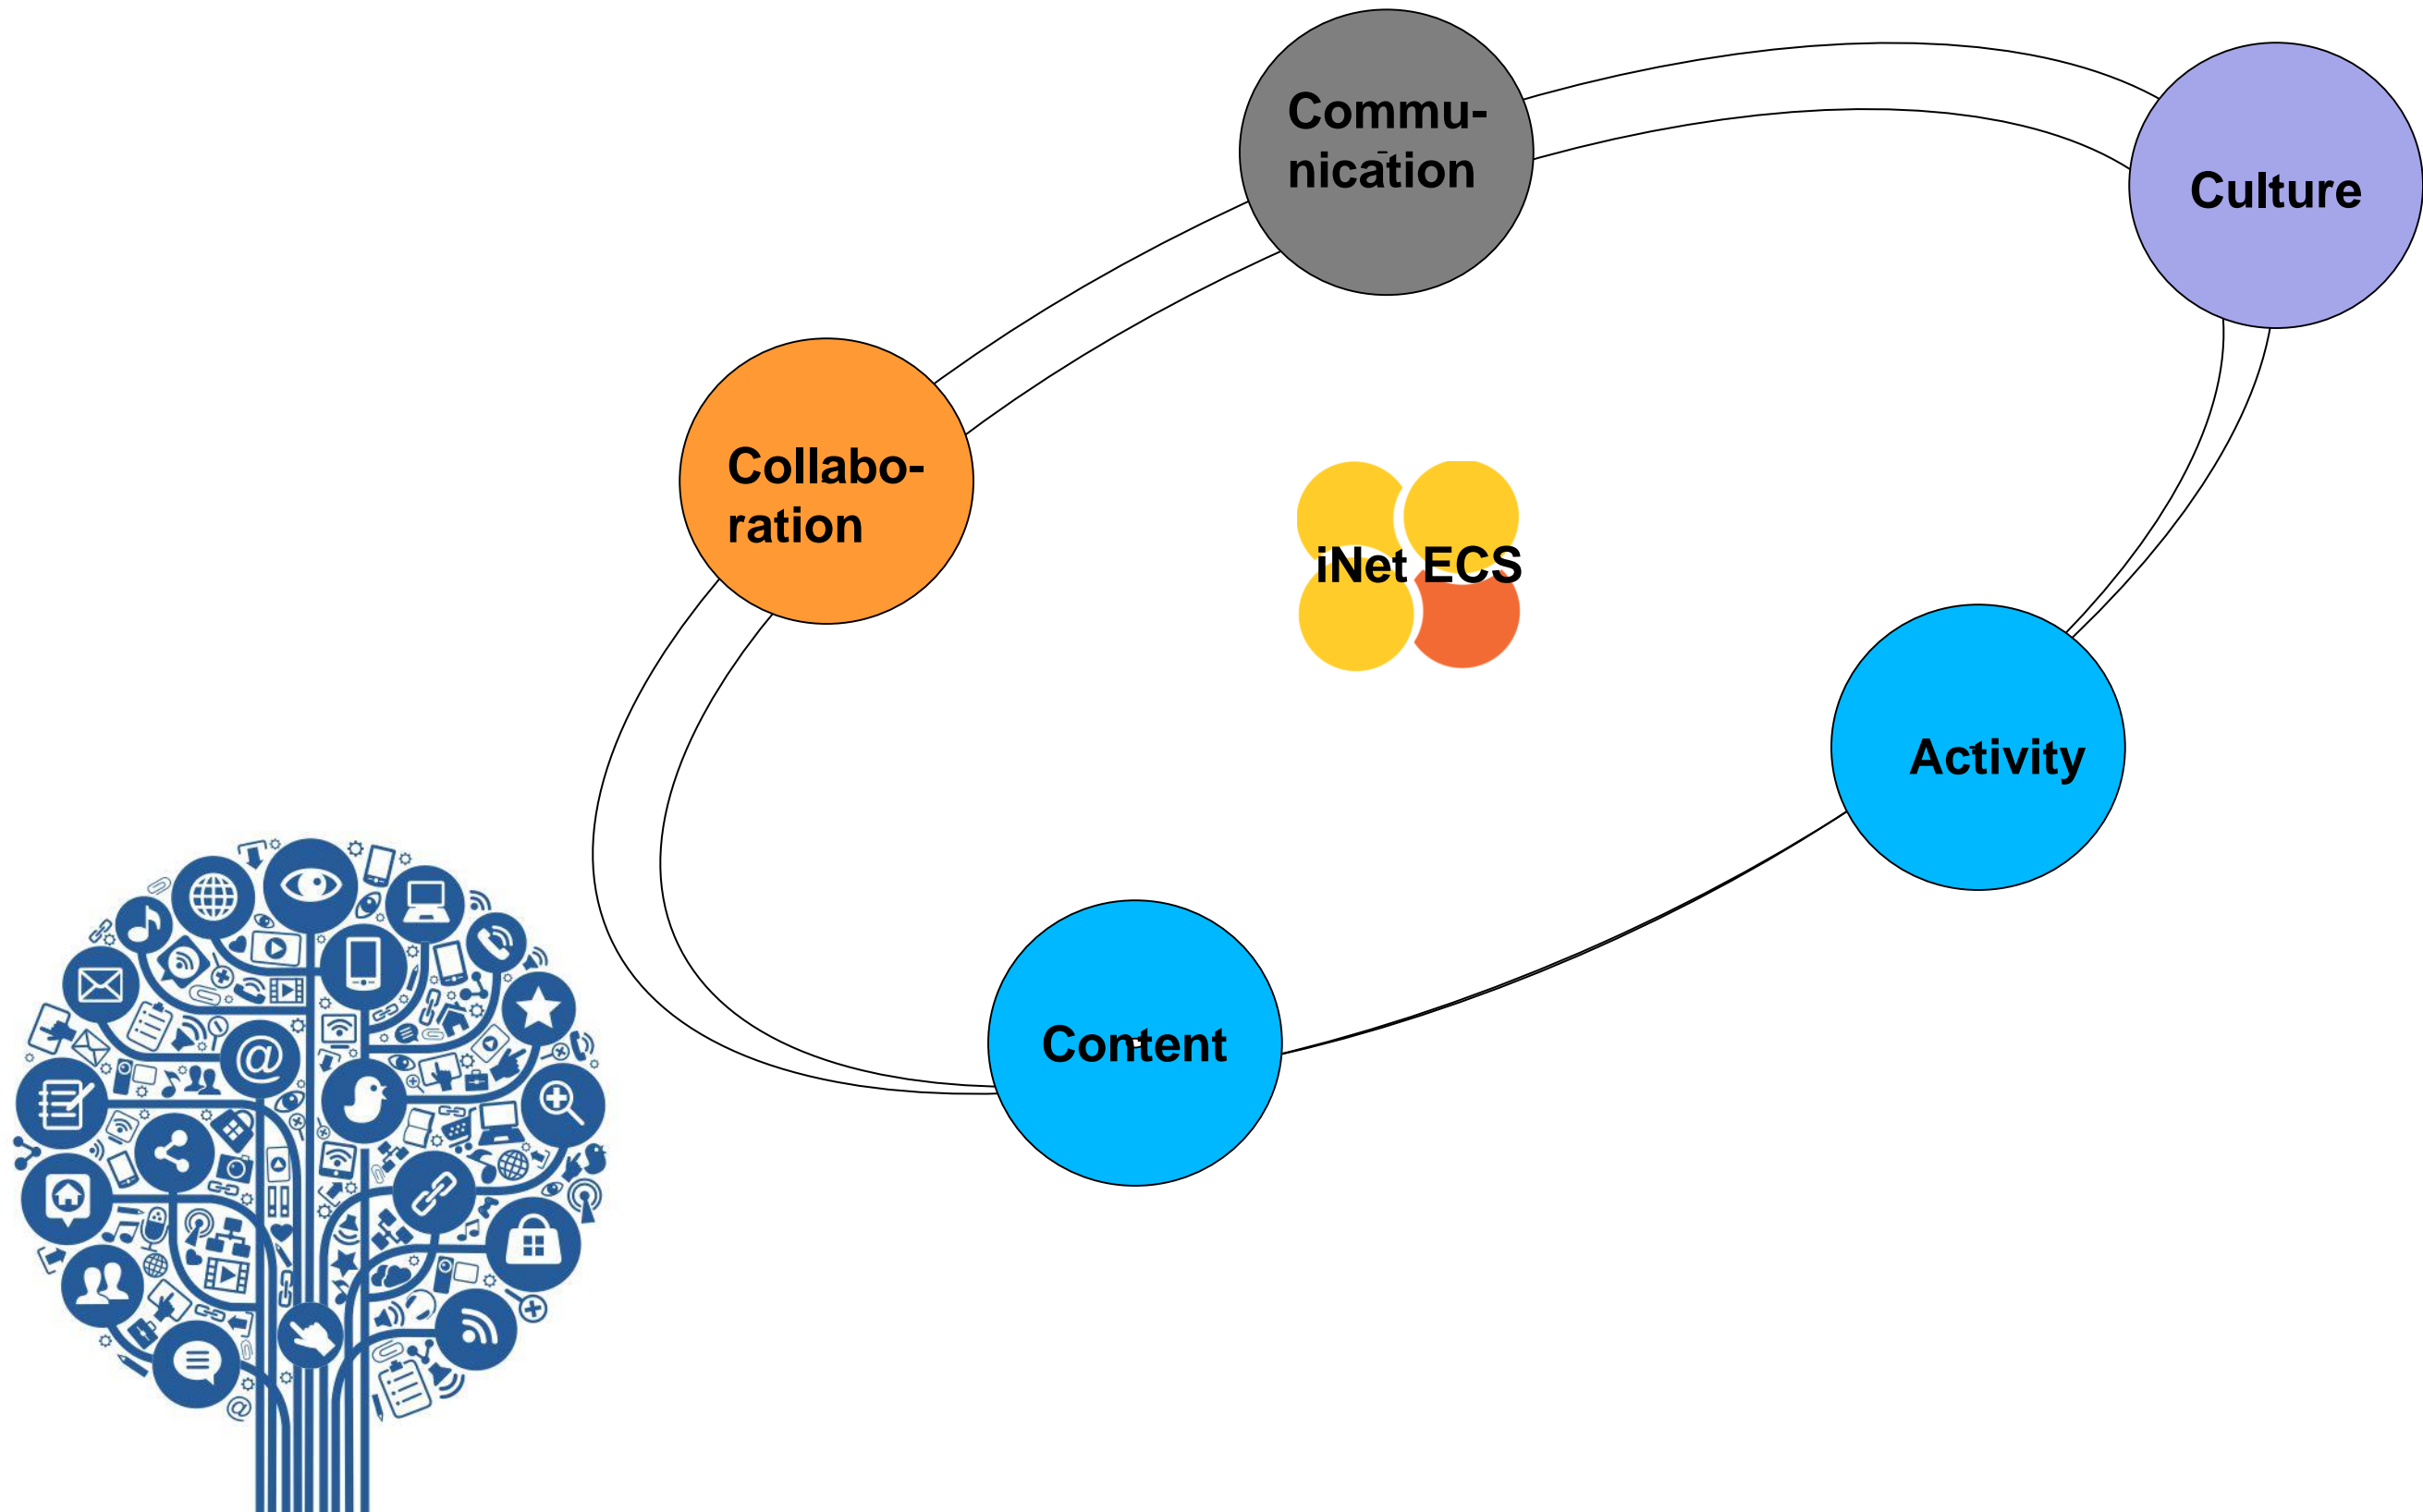 Commu-
nication
Culture
Collabo-
ration
iNet ECS
Activity
Content
@
@